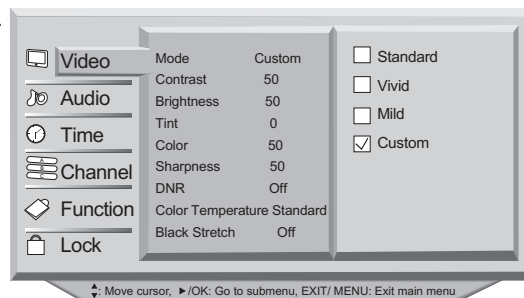 Video
Audio
Time
Channel
Function
Lock
Mode Custom
Contrast 50
Brightness 50
Tint 0
Color 50
Sharpness 50
DNR Off
Color Temperature Standard
Black Stretch Off
Standard
Vivid
Mild
Custom
: Move cursor, ►/OK: Go to submenu, EXIT/ MENU: Exit main menu